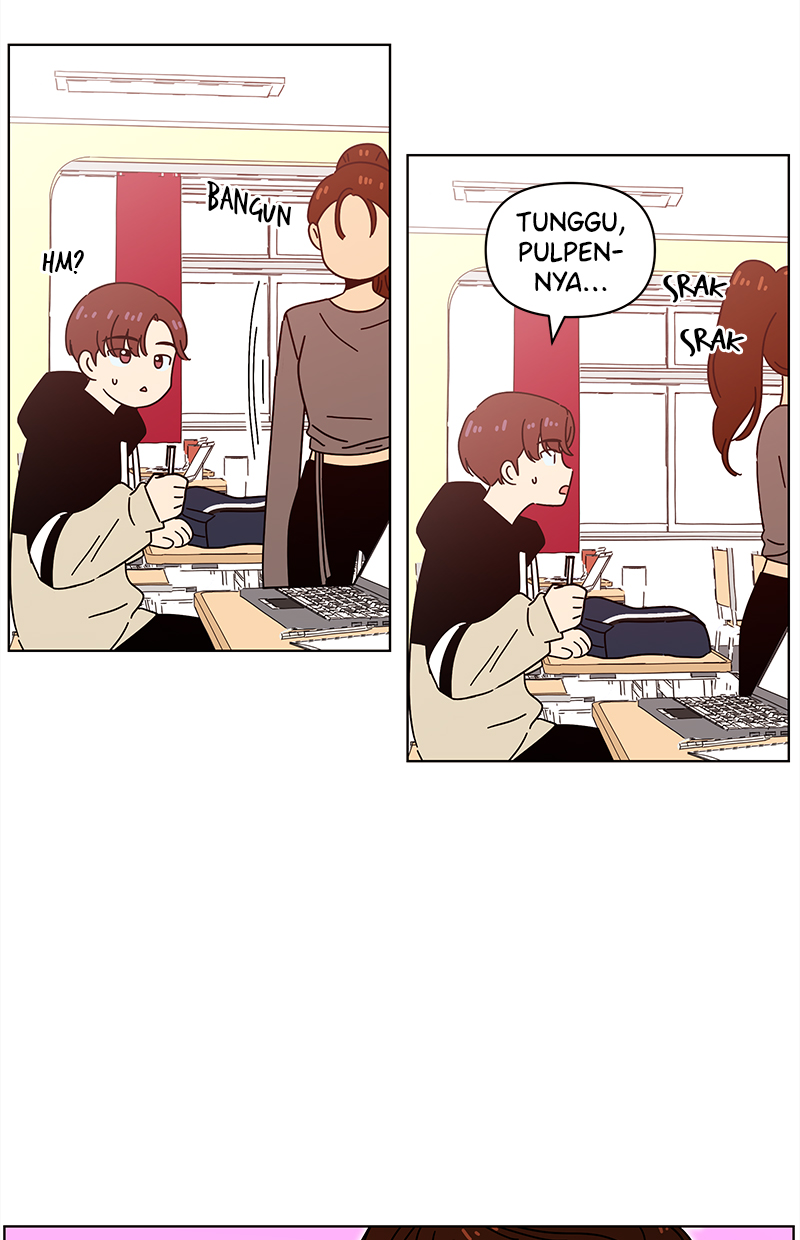 BANGUN
HM?
TUNGGU,
PULPEN-
NYA...
SRAK
SRAK